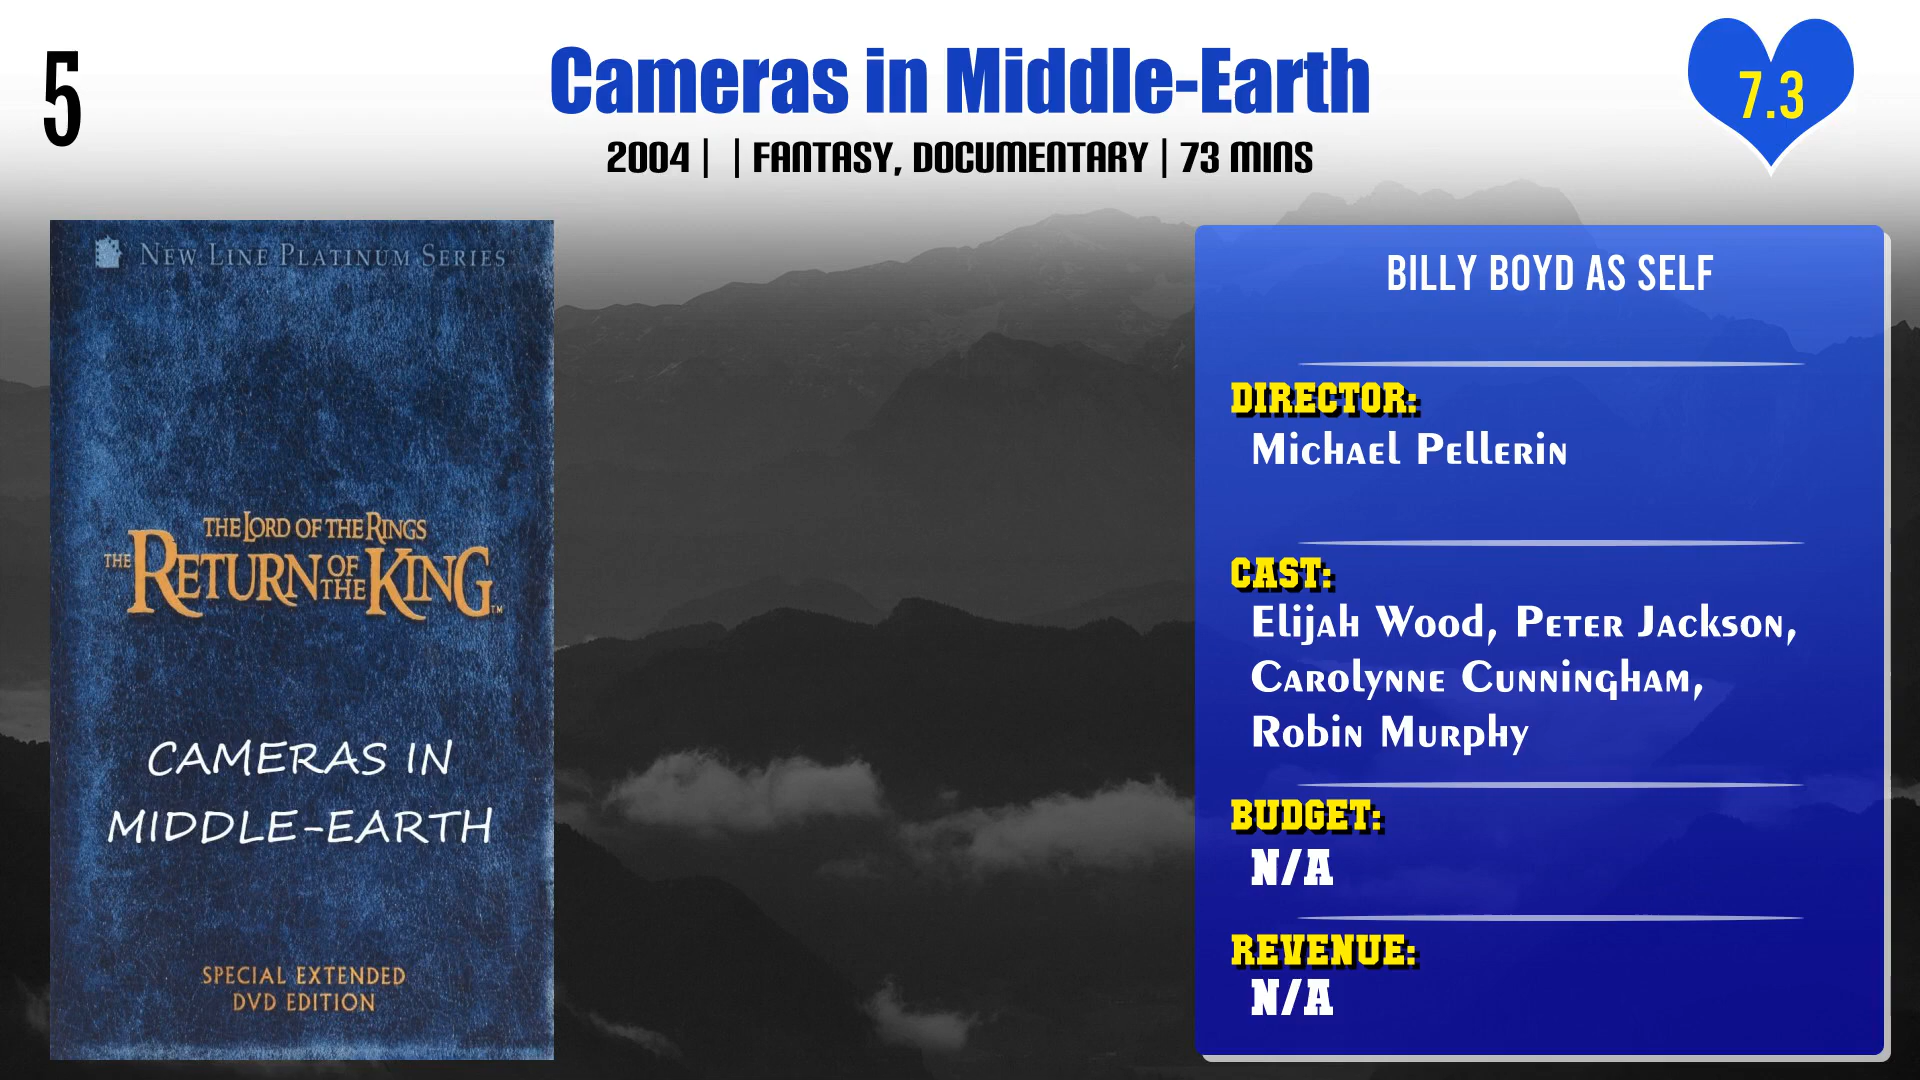 5
Cameras in Middle-Earth
7.3
2004 | | FANTASY, DOCUMENTARY | 73 MINS
NEW LINE PLATINUM SERIES
THE LORD OF THE RINGS
THE RETURN OF THE KING™
CAMERAS IN
MIDDLE-EARTH
SPECIAL EXTENDED
DVD EDITION
BILLY BOYD AS SELF
DIRECTOR:
Michael Pellerin
CAST:
Elijah Wood, Peter Jackson,
Carolynne Cunningham,
Robin Murphy
BUDGET:
N/A
REVENUE:
N/A